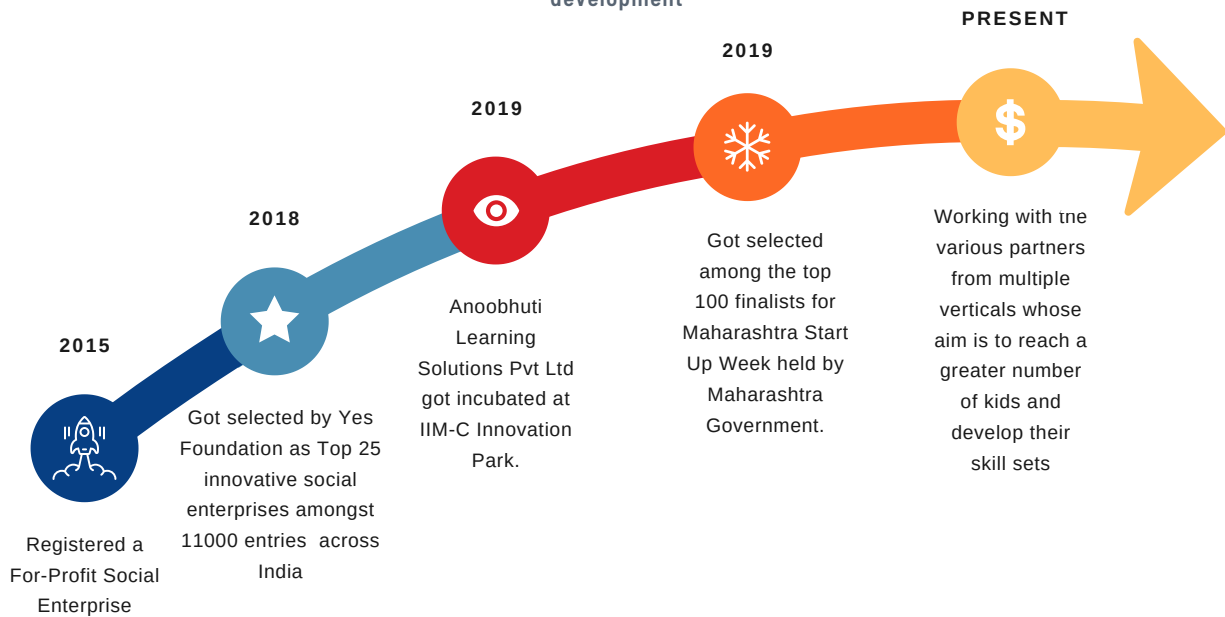 development
2015
Registered a
For-Profit Social
Enterprise
2018
Got selected by Yes
Foundation as Top 25
innovative social
enterprises amongst
11000 entries  across
India
2019
Anoobhuti
Learning
Solutions Pvt Ltd
got incubated at
IIM-C Innovation
Park.
2019
Got selected
among the top
100 finalists for
Maharashtra Start
Up Week held by
Maharashtra
Government.
PRESENT
$
Working with the
various partners
from multiple
verticals whose
aim is to reach a
greater number
of kids and
develop their
skill sets